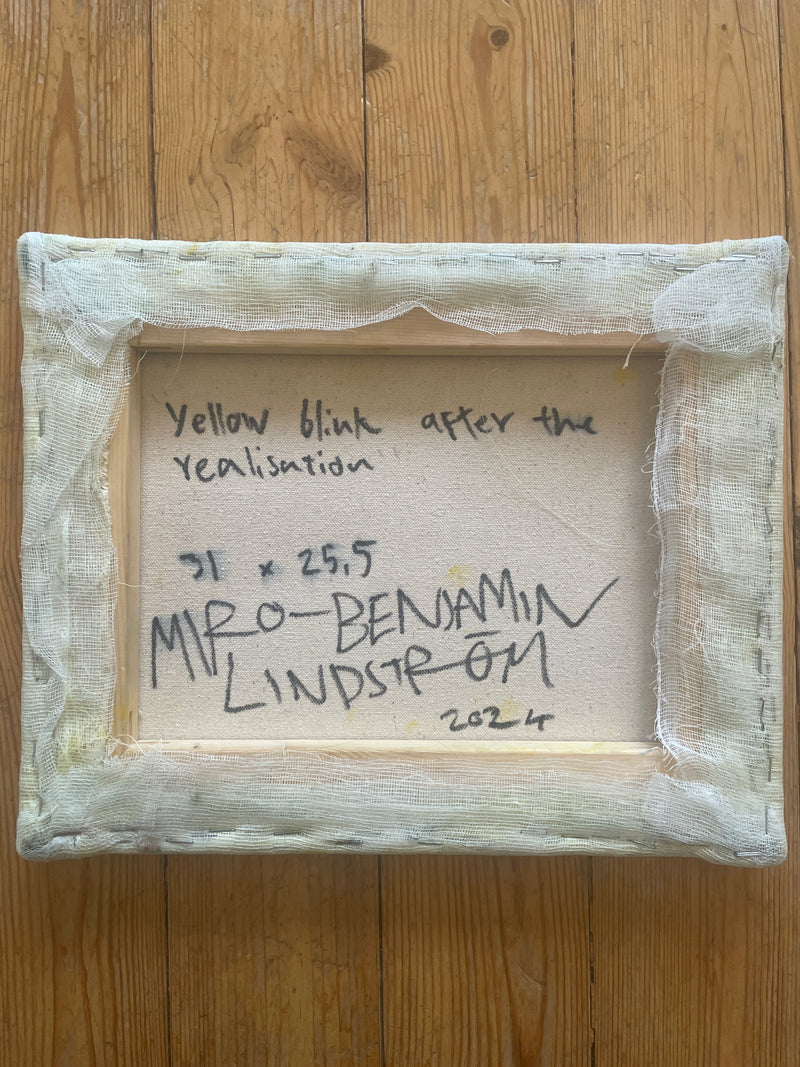 Yellow blink after the
realisation
31 x 25,5
MIRO-BENJAMIN
LINDSTRÖM
2024